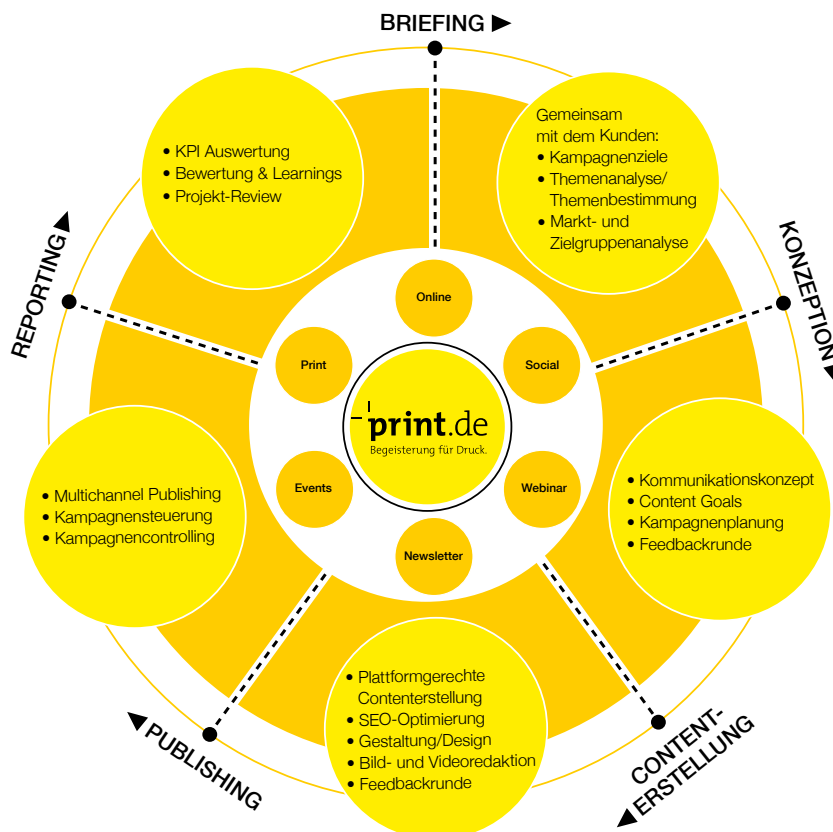 BRIEFING
Gemeinsam
mit dem Kunden:
• Kampagnenziele
• Themenanalyse/
Themenbestimmung
• Markt- und
Zielgruppenanalyse
KONZEPTION
• Kommunikationskonzept
• Content Goals
• Kampagnenplanung
• Feedbackrunde
CONTENT-
ERSTELLUNG
• Plattformgerechte
Contenterstellung
• SEO-Optimierung
• Gestaltung/Design
• Bild- und Videoredaktion
• Feedbackrunde
PUBLISHING
• Multichannel Publishing
• Kampagnensteuerung
• Kampagnencontrolling
REPORTING
• KPI Auswertung
• Bewertung & Learnings
• Projekt-Review
Online
Social
Webinar
Newsletter
Events
Print
print.de
Begeisterung für Druck.